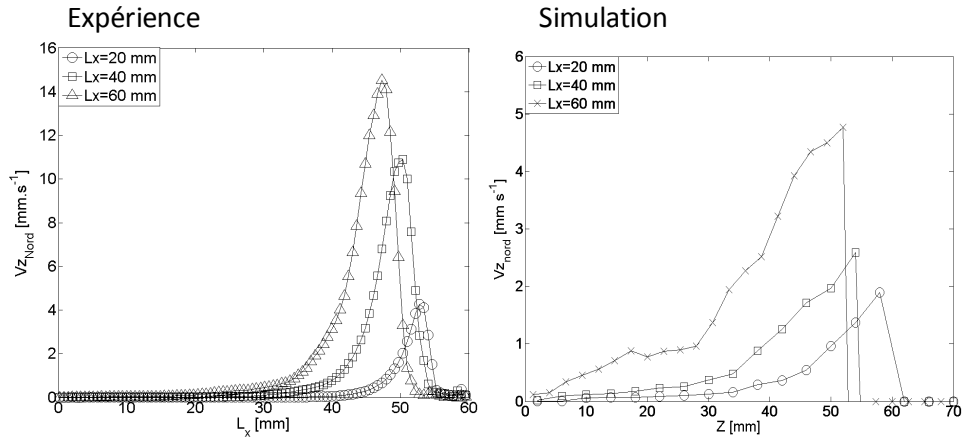 Expérience
Simulation
16
14
12
10
8
6
4
2
0
Vz_Nord [mm.s⁻¹]
Lx=20 mm
Lx=40 mm
Lx=60 mm
0 10 20 30 40 50 60
L_x [mm]
6
5
4
3
2
1
0
Vz_nord [mm s⁻¹]
Lx=20 mm
Lx=40 mm
Lx=60 mm
0 10 20 30 40 50 60 70
Z [mm]